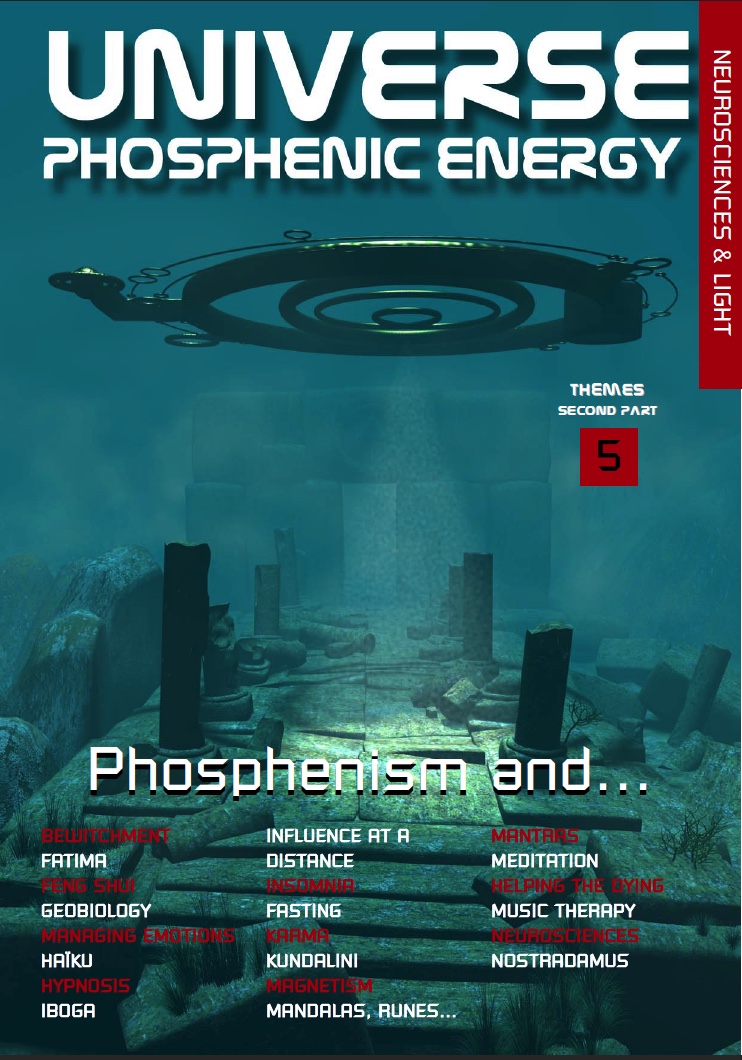 UNIVERSE
PHOSPHENIC ENERGY
NEUROSCIENCES & LIGHT
THEMES
SECOND PART
5
Phosphenism and...
BEWITCHMENT
FATIMA
FENG SHUI
GEOBIOLOGY
MANAGING EMOTIONS
HAÏKU
HYPNOSIS
IBOGA
INFLUENCE AT A
DISTANCE
INSOMNIA
FASTING
KARMA
KUNDALINI
MAGNETISM
MANDALAS, RUNES...
MANTRAS
MEDITATION
HELPING THE DYING
MUSIC THERAPY
NEUROSCIENCES
NOSTRADAMUS